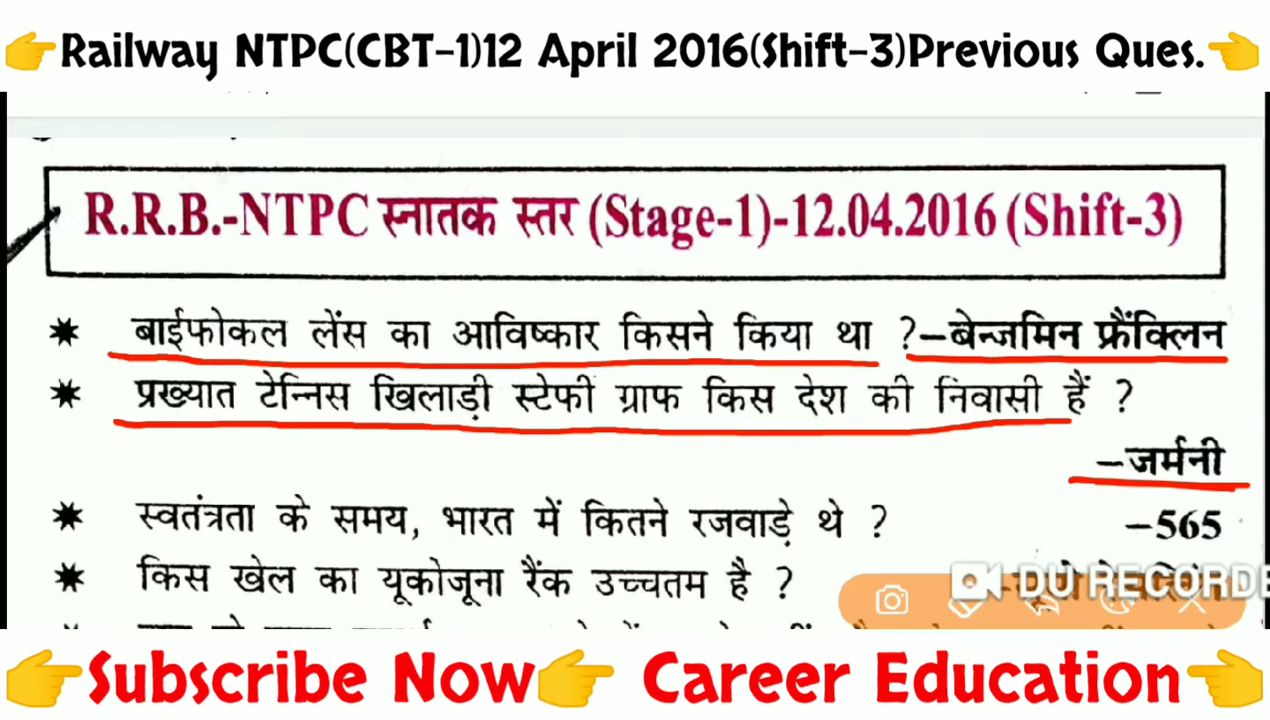 Railway NTPC(CBT-1)12 April 2016(Shift-3)Previous Ques.
R.R.B.-NTPC स्नातक स्तर (Stage-1)-12.04.2016 (Shift-3)
✷ बाईफोकल लेंस का आविष्कार किसने किया था ?–बेन्जमिन फ्रैंक्लिन
✷ प्रख्यात टेन्निस खिलाड़ी स्टेफी ग्राफ किस देश की निवासी हैं ?
–जर्मनी
✷ स्वतंत्रता के समय, भारत में कितने रजवाड़े थे ? –565
✷ किस खेल का यूकोजूना रैंक उच्चतम है ?
DU RECORDE
Subscribe Now Career Education